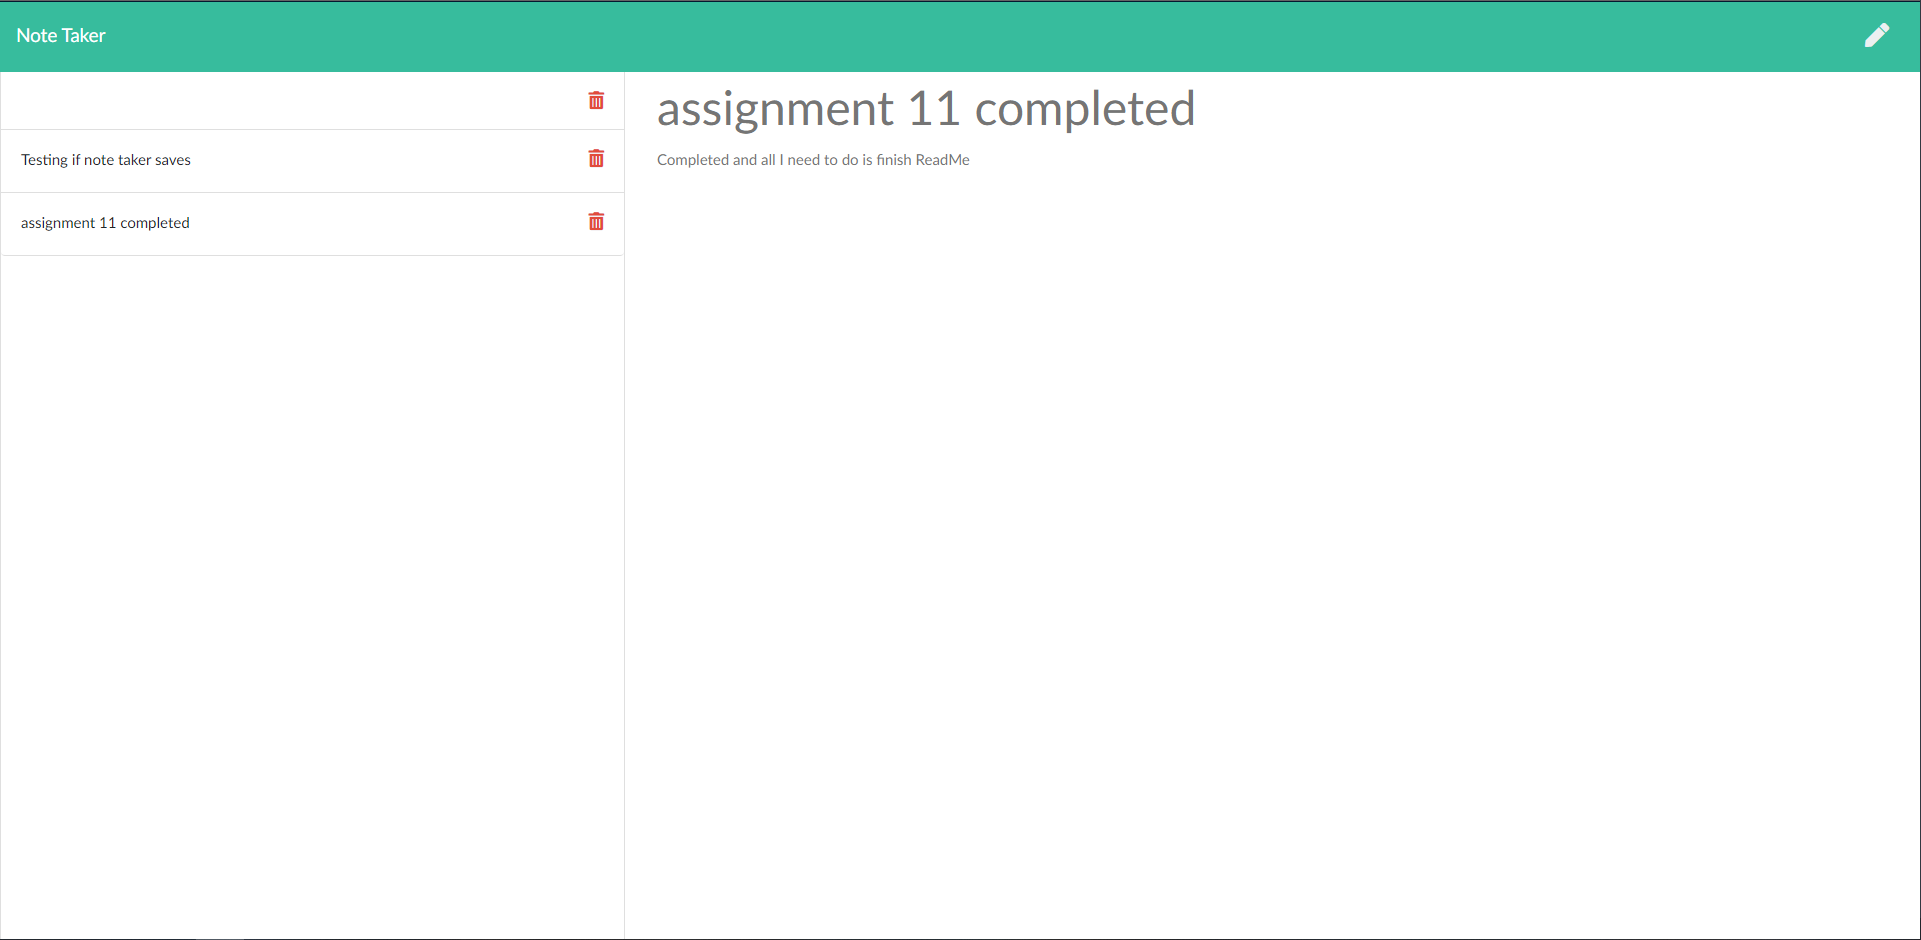 Note Taker
Testing if note taker saves
assignment 11 completed
assignment 11 completed
Completed and all I need to do is finish ReadMe